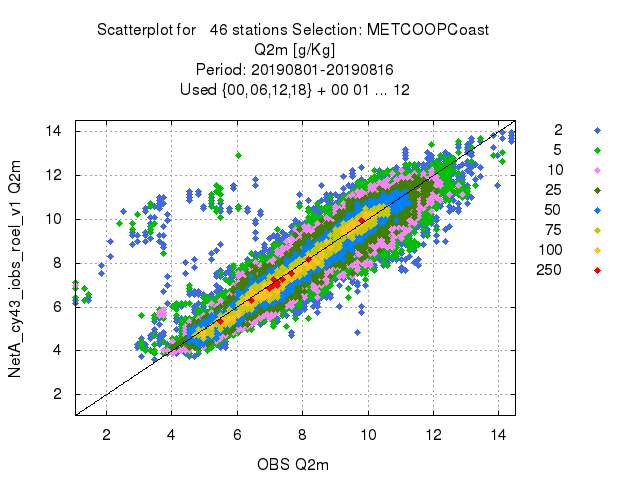 Scatterplot for 46 stations Selection: METCOOPCoast
Q2m [g/Kg]
Period: 20190801-20190816
Used {00,06,12,18} + 00 01 ... 12
NetA_cy43_iobs_roel_v1 Q2m
14
12
10
8
6
4
2
2 4 6 8 10 12 14
OBS Q2m
2
5
10
25
50
75
100
250